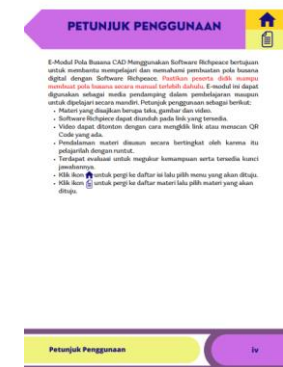 PETUNJUK PENGGUNAAN
E-Modul Pola Busana CAD Menggunakan Software Richpeace bertujuan
untuk membantu mempelajari dan memahami pembuatan pola busana
digital dengan Software Richpeace. Pastikan peserta didik mampu
membuat pola busana secara manual terlebih dahulu. E-modul ini dapat
digunakan sebagai media pendamping dalam pembelajaran maupun
untuk dipelajari secara mandiri. Petunjuk penggunaan sebagai berikut:
• Materi yang disajikan berupa teks, gambar dan video.
• Software Richpiece dapat diunduh pada link yang tersedia.
• Video dapat ditonton dengan cara mengklik link atau menscan QR
Code yang ada.
• Pendalaman materi disusun secara bertingkat oleh karena itu
pelajarilah dengan runtut.
• Terdapat evaluasi untuk megukur kemampuan serta tersedia kunci
jawabannya.
• Klik ikon untuk pergi ke daftar isi lalu pilih menu yang akan dituju.
• Klik ikon untuk pergi ke daftar materi lalu pilih materi yang akan
dituju.
Petunjuk Penggunaan
iv